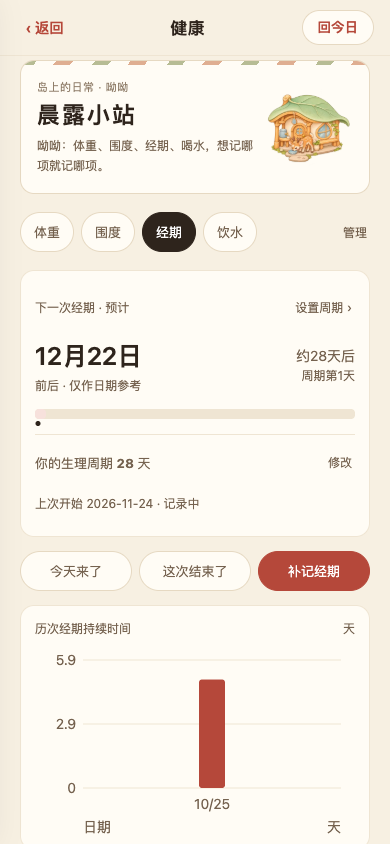 ‹ 返回
健康
回今日
岛上的日常 · 呦呦
晨露小站
呦呦：体重、围度、经期、喝水，想记哪
项就记哪项。
体重
围度
经期
饮水
管理
下一次经期 · 预计
设置周期 ›
12月22日
约28天后
前后 · 仅作日期参考
周期第1天
你的生理周期 28 天
修改
上次开始 2026-11-24 · 记录中
今天来了
这次结束了
补记经期
历次经期持续时间
天
5.9
2.9
0
10/25
日期
天